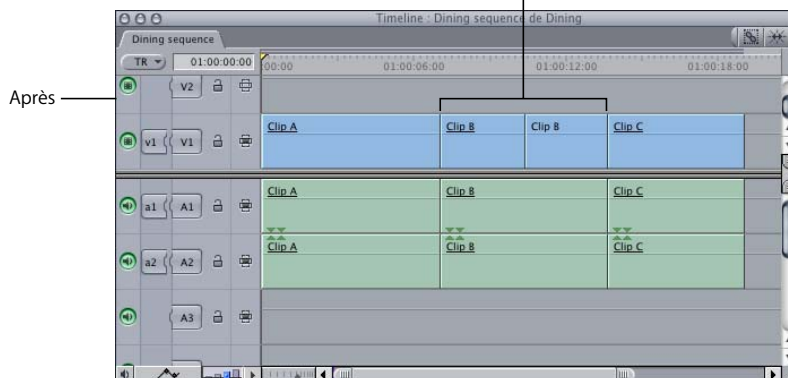 Timeline : Dining sequence de Dining
Dining sequence
TR 01:00:00:00 00:00 01:00:06:00 01:00:12:00 01:00:18:00
Après
V2
v1 V1 Clip A Clip B Clip B Clip C
a1 A1 Clip A Clip B Clip C
a2 A2 Clip A Clip B Clip C
A3